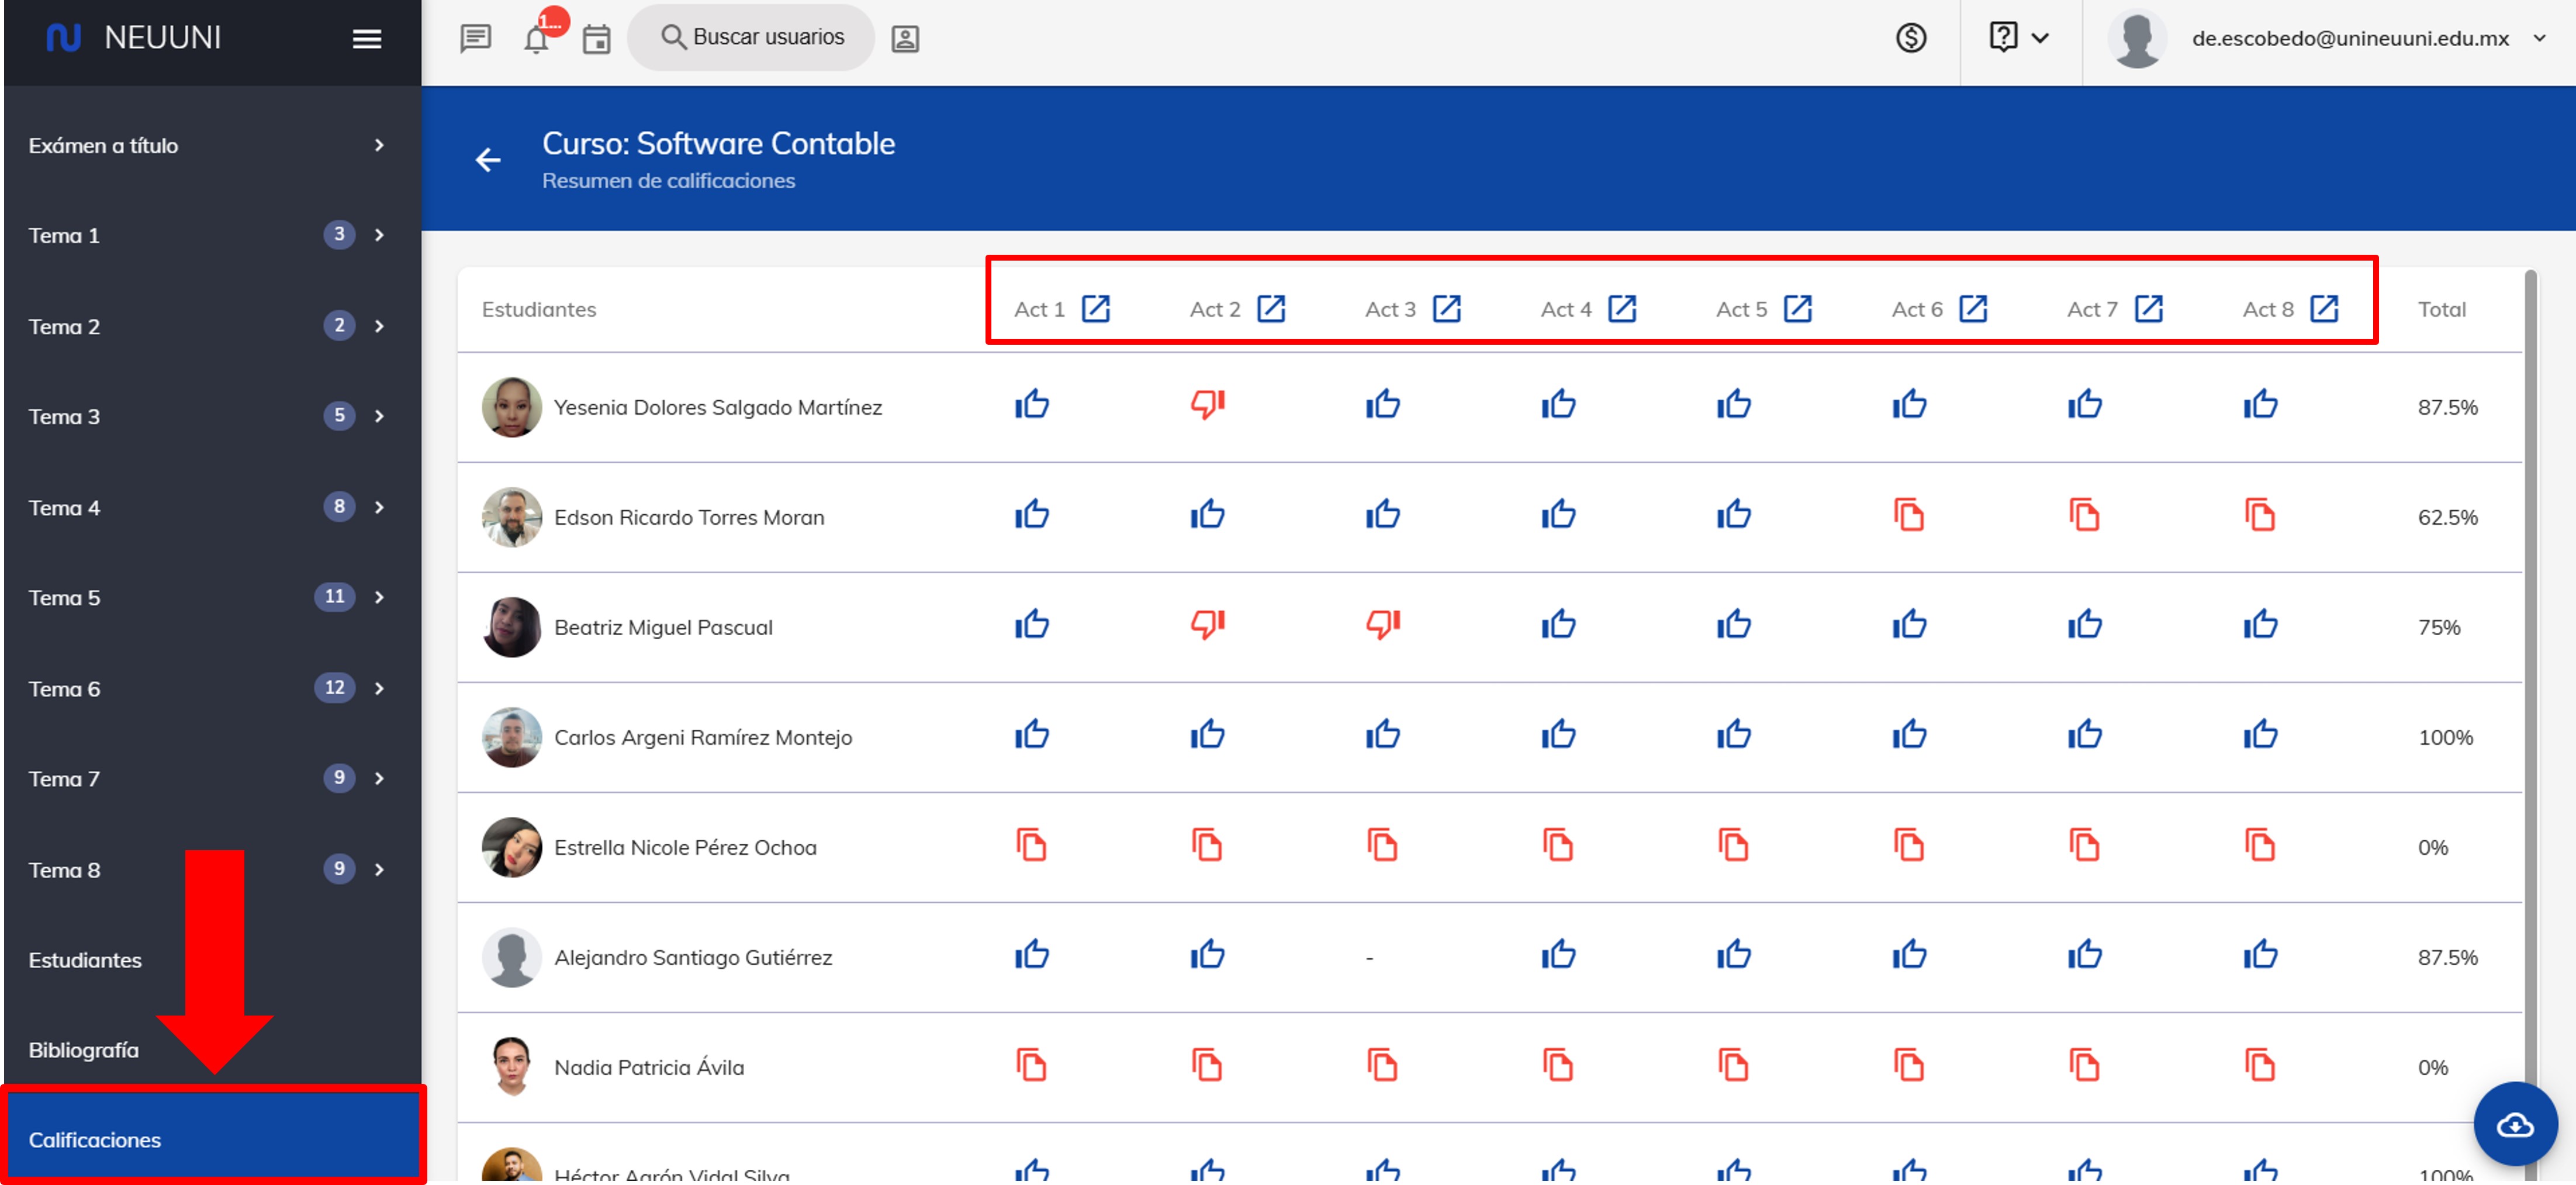 NEUUNI
1...
Buscar usuarios
de.escobedo@unineuuni.edu.mx
Exámen a título
Tema 1 3
Tema 2 2
Tema 3 5
Tema 4 8
Tema 5 11
Tema 6 12
Tema 7 9
Tema 8 9
Estudiantes
Bibliografía
Calificaciones
Curso: Software Contable
Resumen de calificaciones
Estudiantes Act 1 Act 2 Act 3 Act 4 Act 5 Act 6 Act 7 Act 8 Total
Yesenia Dolores Salgado Martínez 87.5%
Edson Ricardo Torres Moran 62.5%
Beatriz Miguel Pascual 75%
Carlos Argeni Ramírez Montejo 100%
Estrella Nicole Pérez Ochoa 0%
Alejandro Santiago Gutiérrez - 87.5%
Nadia Patricia Ávila 0%
Héctor Aarón Vidal Silva 100%